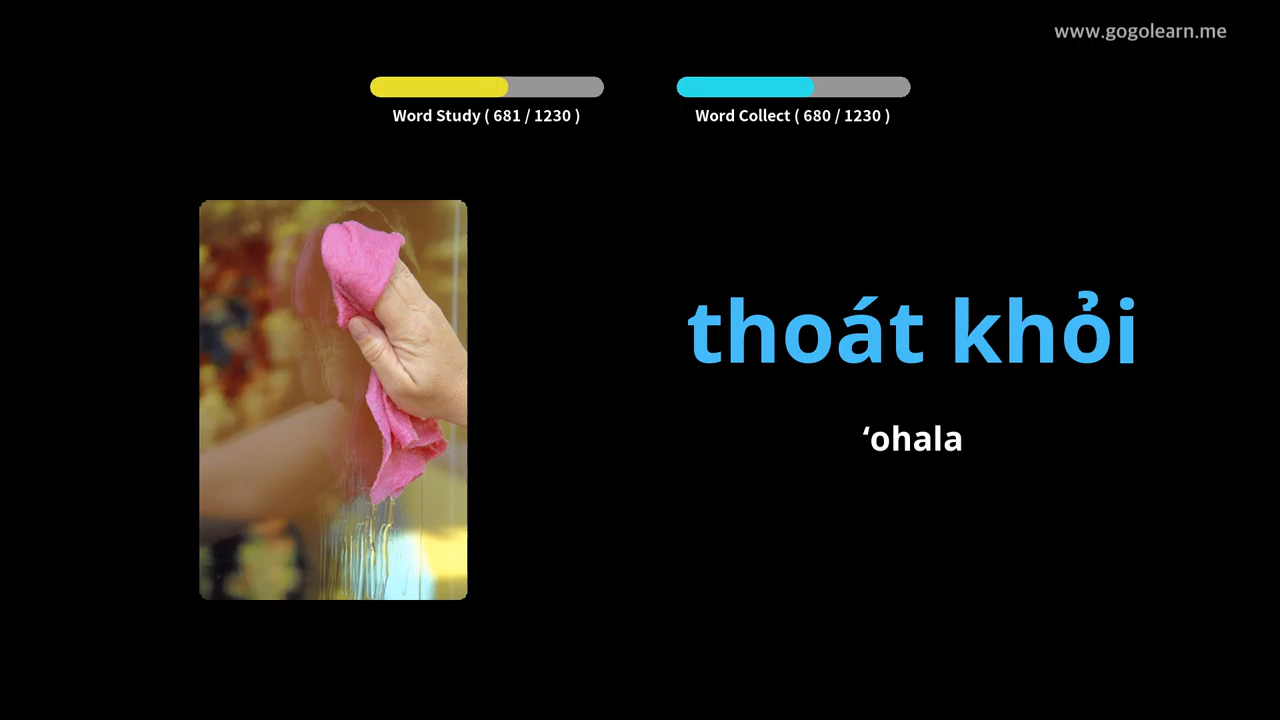 www.gogolearn.me
Word Study ( 681 / 1230 )
Word Collect ( 680 / 1230 )
thoát khỏi
ʻohala